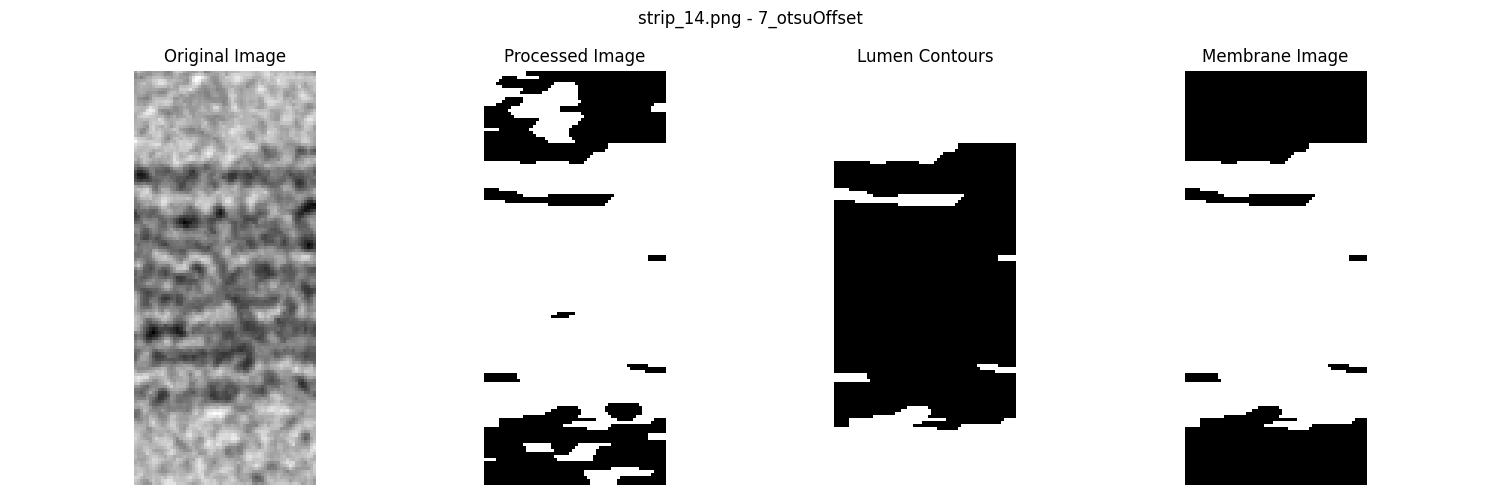 strip_14.png - 7_otsuOffset
Original Image
Processed Image
Lumen Contours
Membrane Image